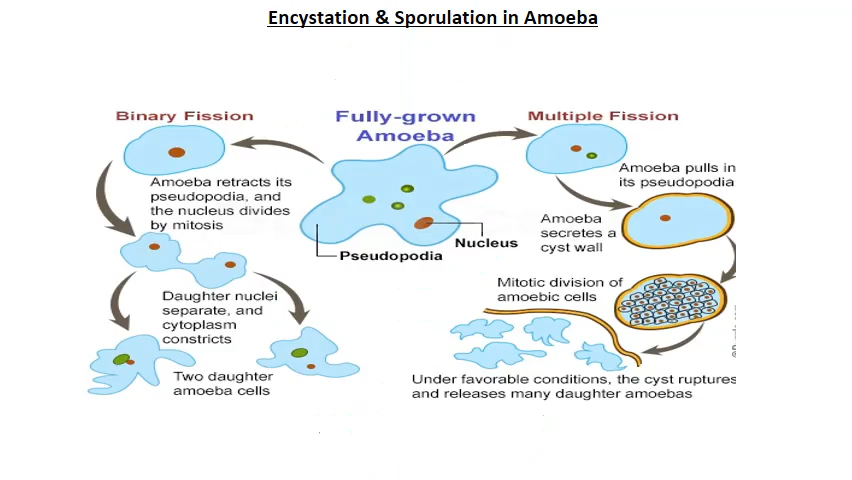 Encystation & Sporulation in Amoeba
Binary Fission
Fully-grown
Amoeba
Multiple Fission
Amoeba retracts its
pseudopodia, and
the nucleus divides
by mitosis
Pseudopodia
Nucleus
Amoeba pulls in
its pseudopodia
Amoeba
secretes a
cyst wall
Daughter nuclei
separate, and
cytoplasm
constricts
Mitotic division of
amoebic cells
Two daughter
amoeba cells
Under favorable conditions, the cyst ruptures
and releases many daughter amoebas